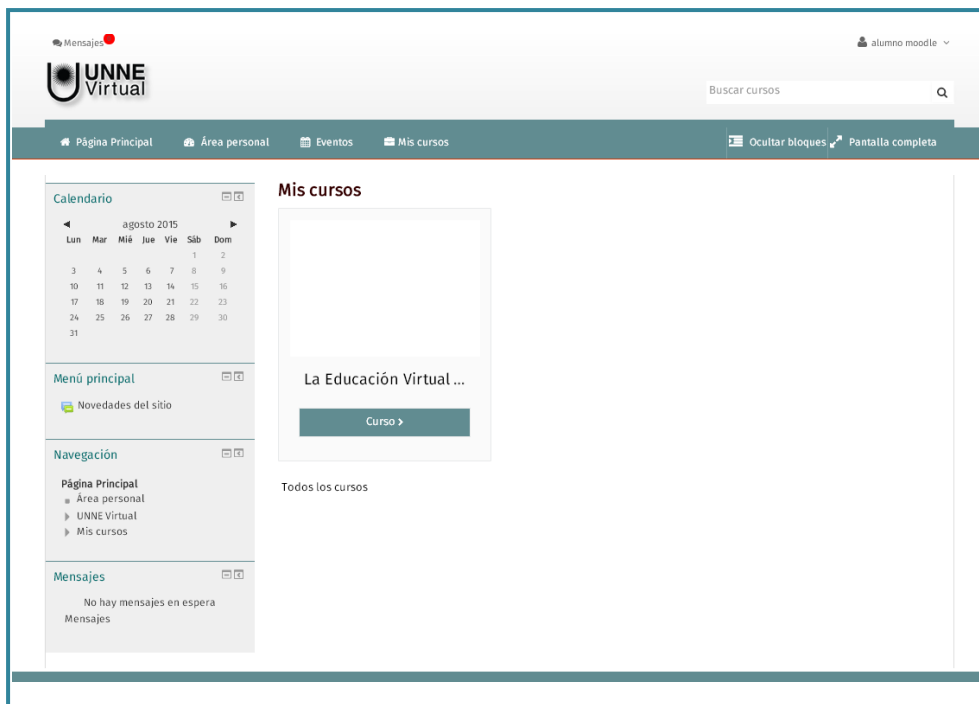 Mensajes
alumno moodle
UNNE
Virtual
Buscar cursos
Página Principal Área personal Eventos Mis cursos Ocultar bloques Pantalla completa
Calendario
agosto 2015
Lun Mar Mié Jue Vie Sáb Dom
1 2
3 4 5 6 7 8 9
10 11 12 13 14 15 16
17 18 19 20 21 22 23
24 25 26 27 28 29 30
31
Menú principal
Novedades del sitio
Navegación
Página Principal
Área personal
UNNE Virtual
Mis cursos
Mensajes
No hay mensajes en espera
Mensajes
Mis cursos
La Educación Virtual ...
Curso
Todos los cursos